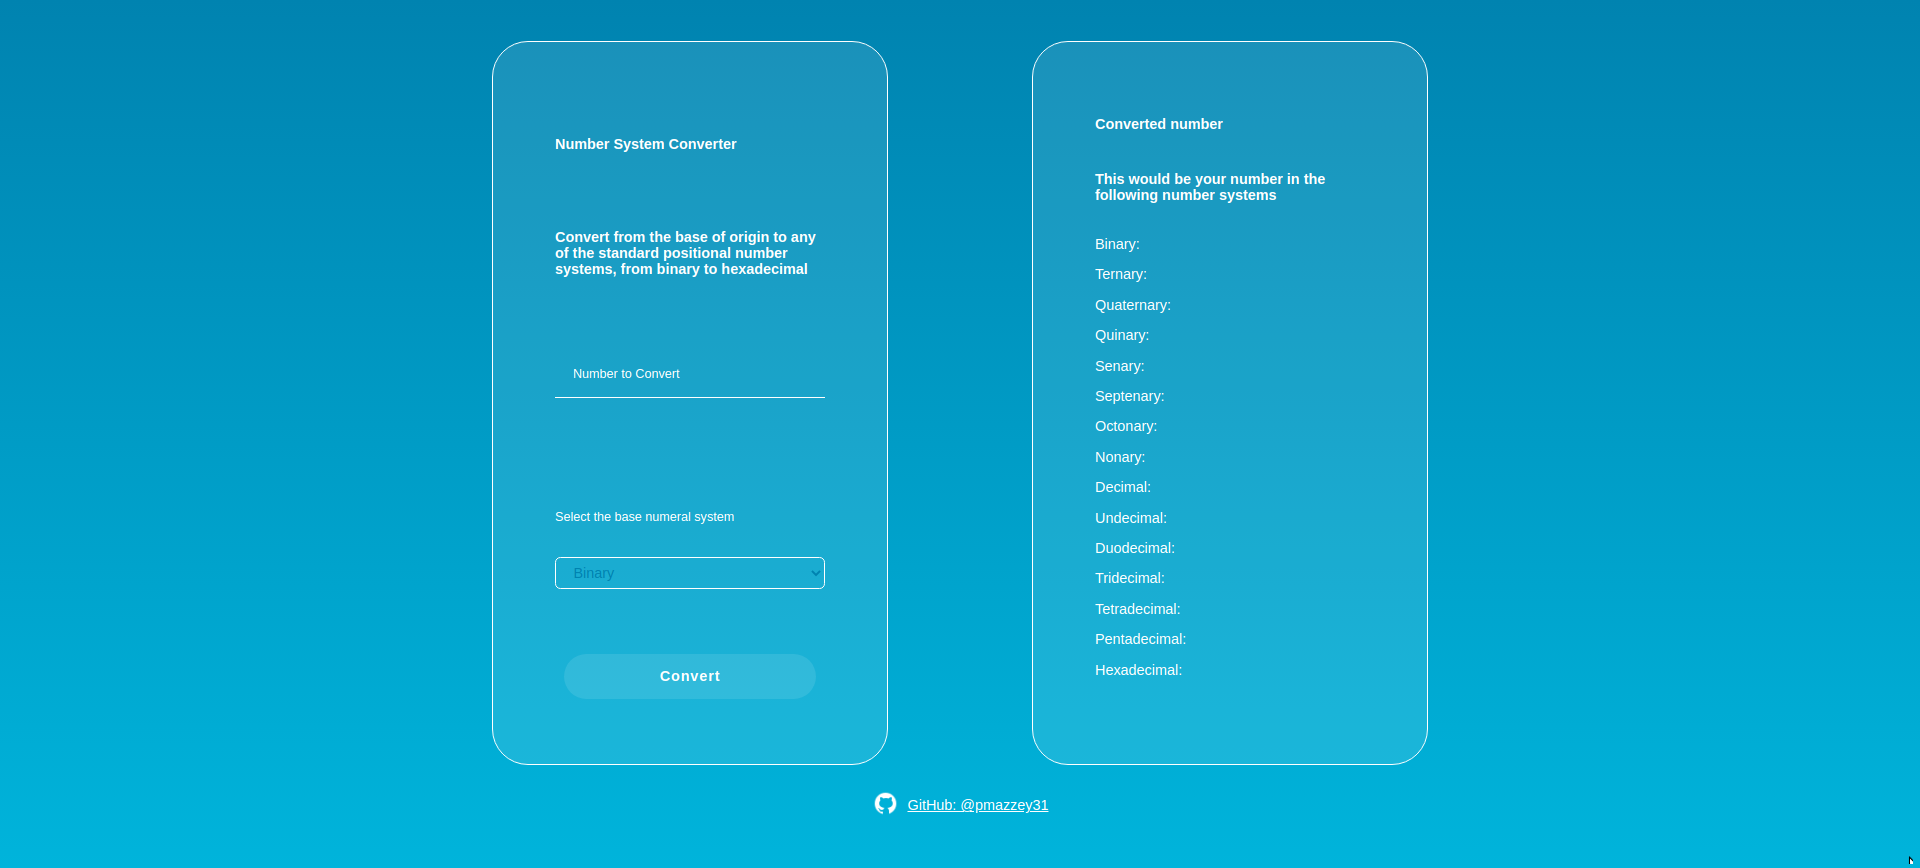 Number System Converter
Convert from the base of origin to any
of the standard positional number
systems, from binary to hexadecimal
Number to Convert
Select the base numeral system
Binary
Convert
Converted number
This would be your number in the
following number systems
Binary:
Ternary:
Quaternary:
Quinary:
Senary:
Septenary:
Octonary:
Nonary:
Decimal:
Undecimal:
Duodecimal:
Tridecimal:
Tetradecimal:
Pentadecimal:
Hexadecimal:
GitHub: @pmazzey31